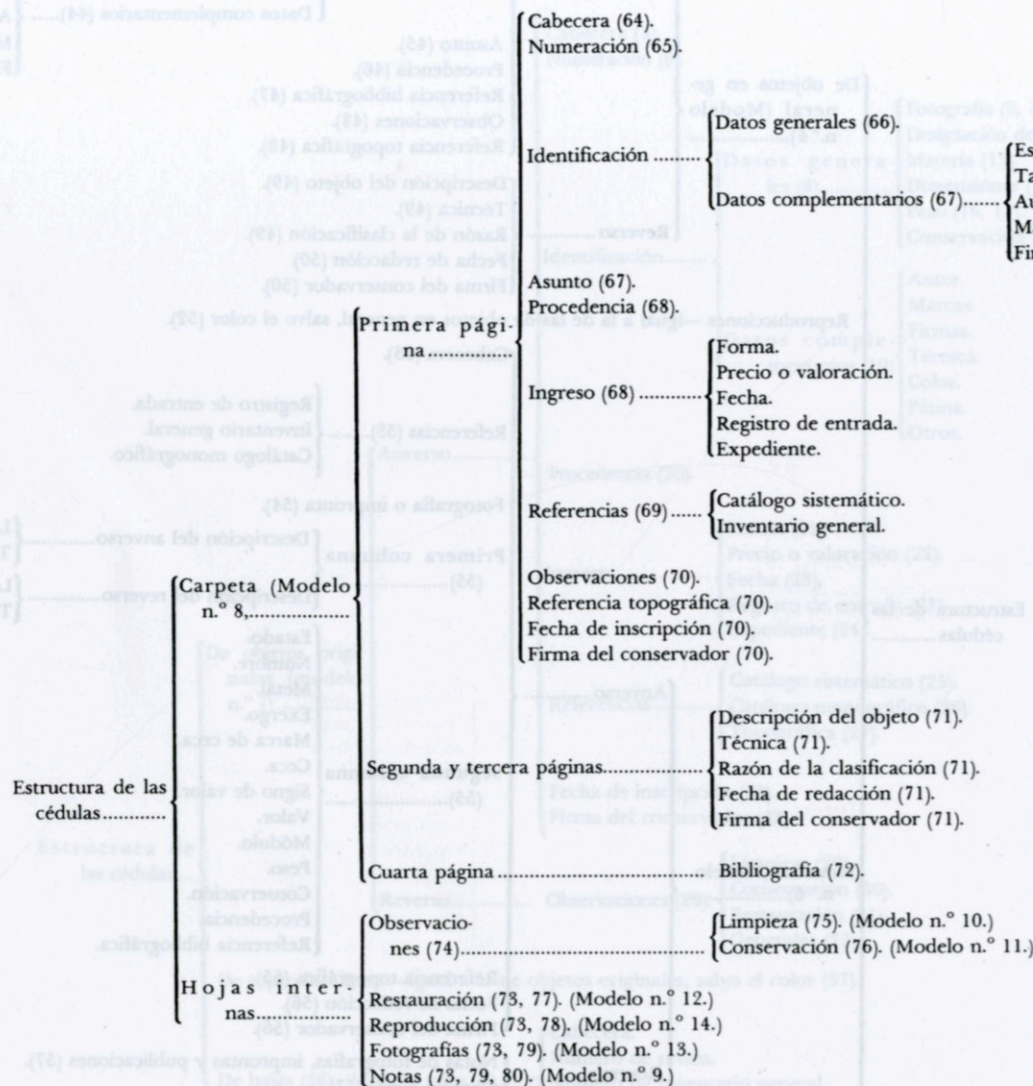 Cabecera (64).
Numeración (65).
Identificación
Datos generales (66).
Datos complementarios (67)
Asunto (67).
Procedencia (68).
Primera pági-
na
Ingreso (68)
Forma.
Precio o valoración.
Fecha.
Registro de entrada.
Expediente.
Referencias (69)
Catálogo sistemático.
Inventario general.
Observaciones (70).
Referencia topográfica (70).
Fecha de inscripción (70).
Firma del conservador (70).
Carpeta (Modelo
n.º 8,
Segunda y tercera páginas
Descripción del objeto (71).
Técnica (71).
Razón de la clasificación (71).
Fecha de redacción (71).
Firma del conservador (71).
Cuarta página
Bibliografía (72).
Estructura de las
cédulas
Hojas inter-
nas
Observacio-
nes (74)
Limpieza (75). (Modelo n.º 10.)
Conservación (76). (Modelo n.º 11.)
Restauración (73, 77). (Modelo n.º 12.)
Reproducción (73, 78). (Modelo n.º 14.)
Fotografías (73, 79). (Modelo n.º 13.)
Notas (73, 79, 80). (Modelo n.º 9.)